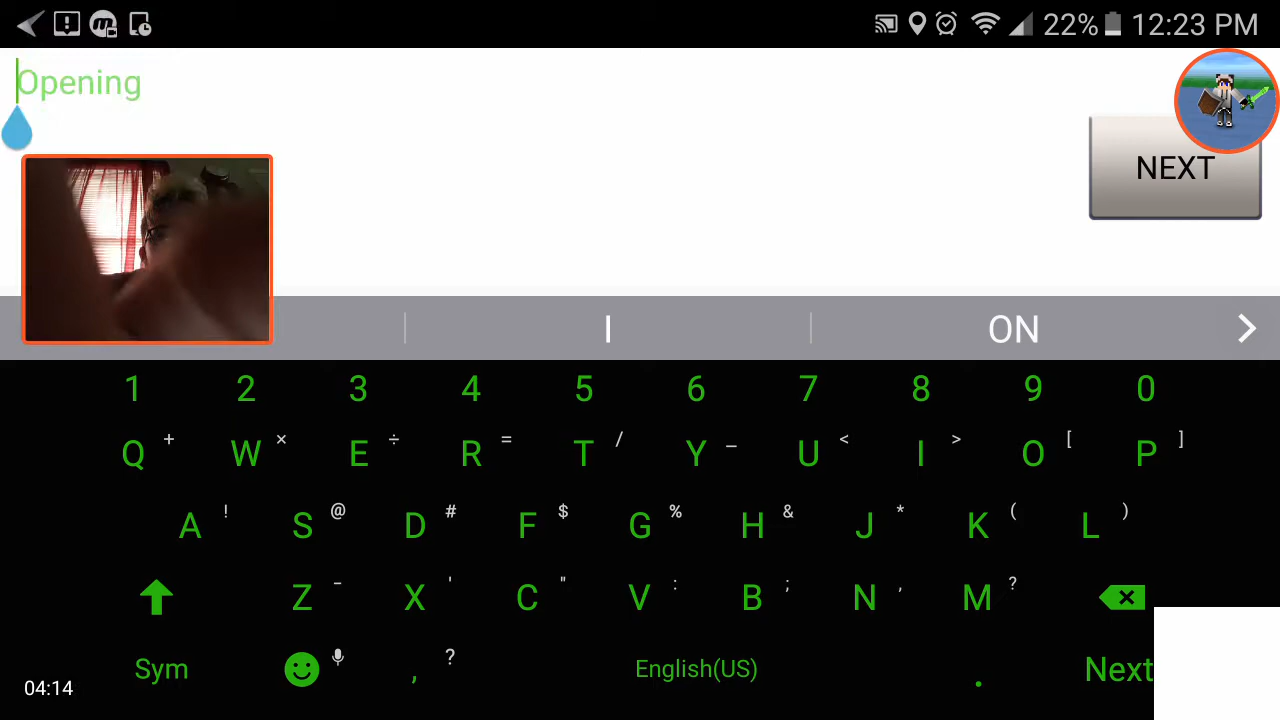 22% 12:23 PM
Opening
NEXT
I ON
1 2 3 4 5 6 7 8 9 0
Q + W × E ÷ R = T / Y _ U < I > O [ P ]
A ! S @ D # F $ G % H & J * K ( L )
Z - X ' C " V : B ; N , M ?
Sym , ? English(US) . Next
04:14